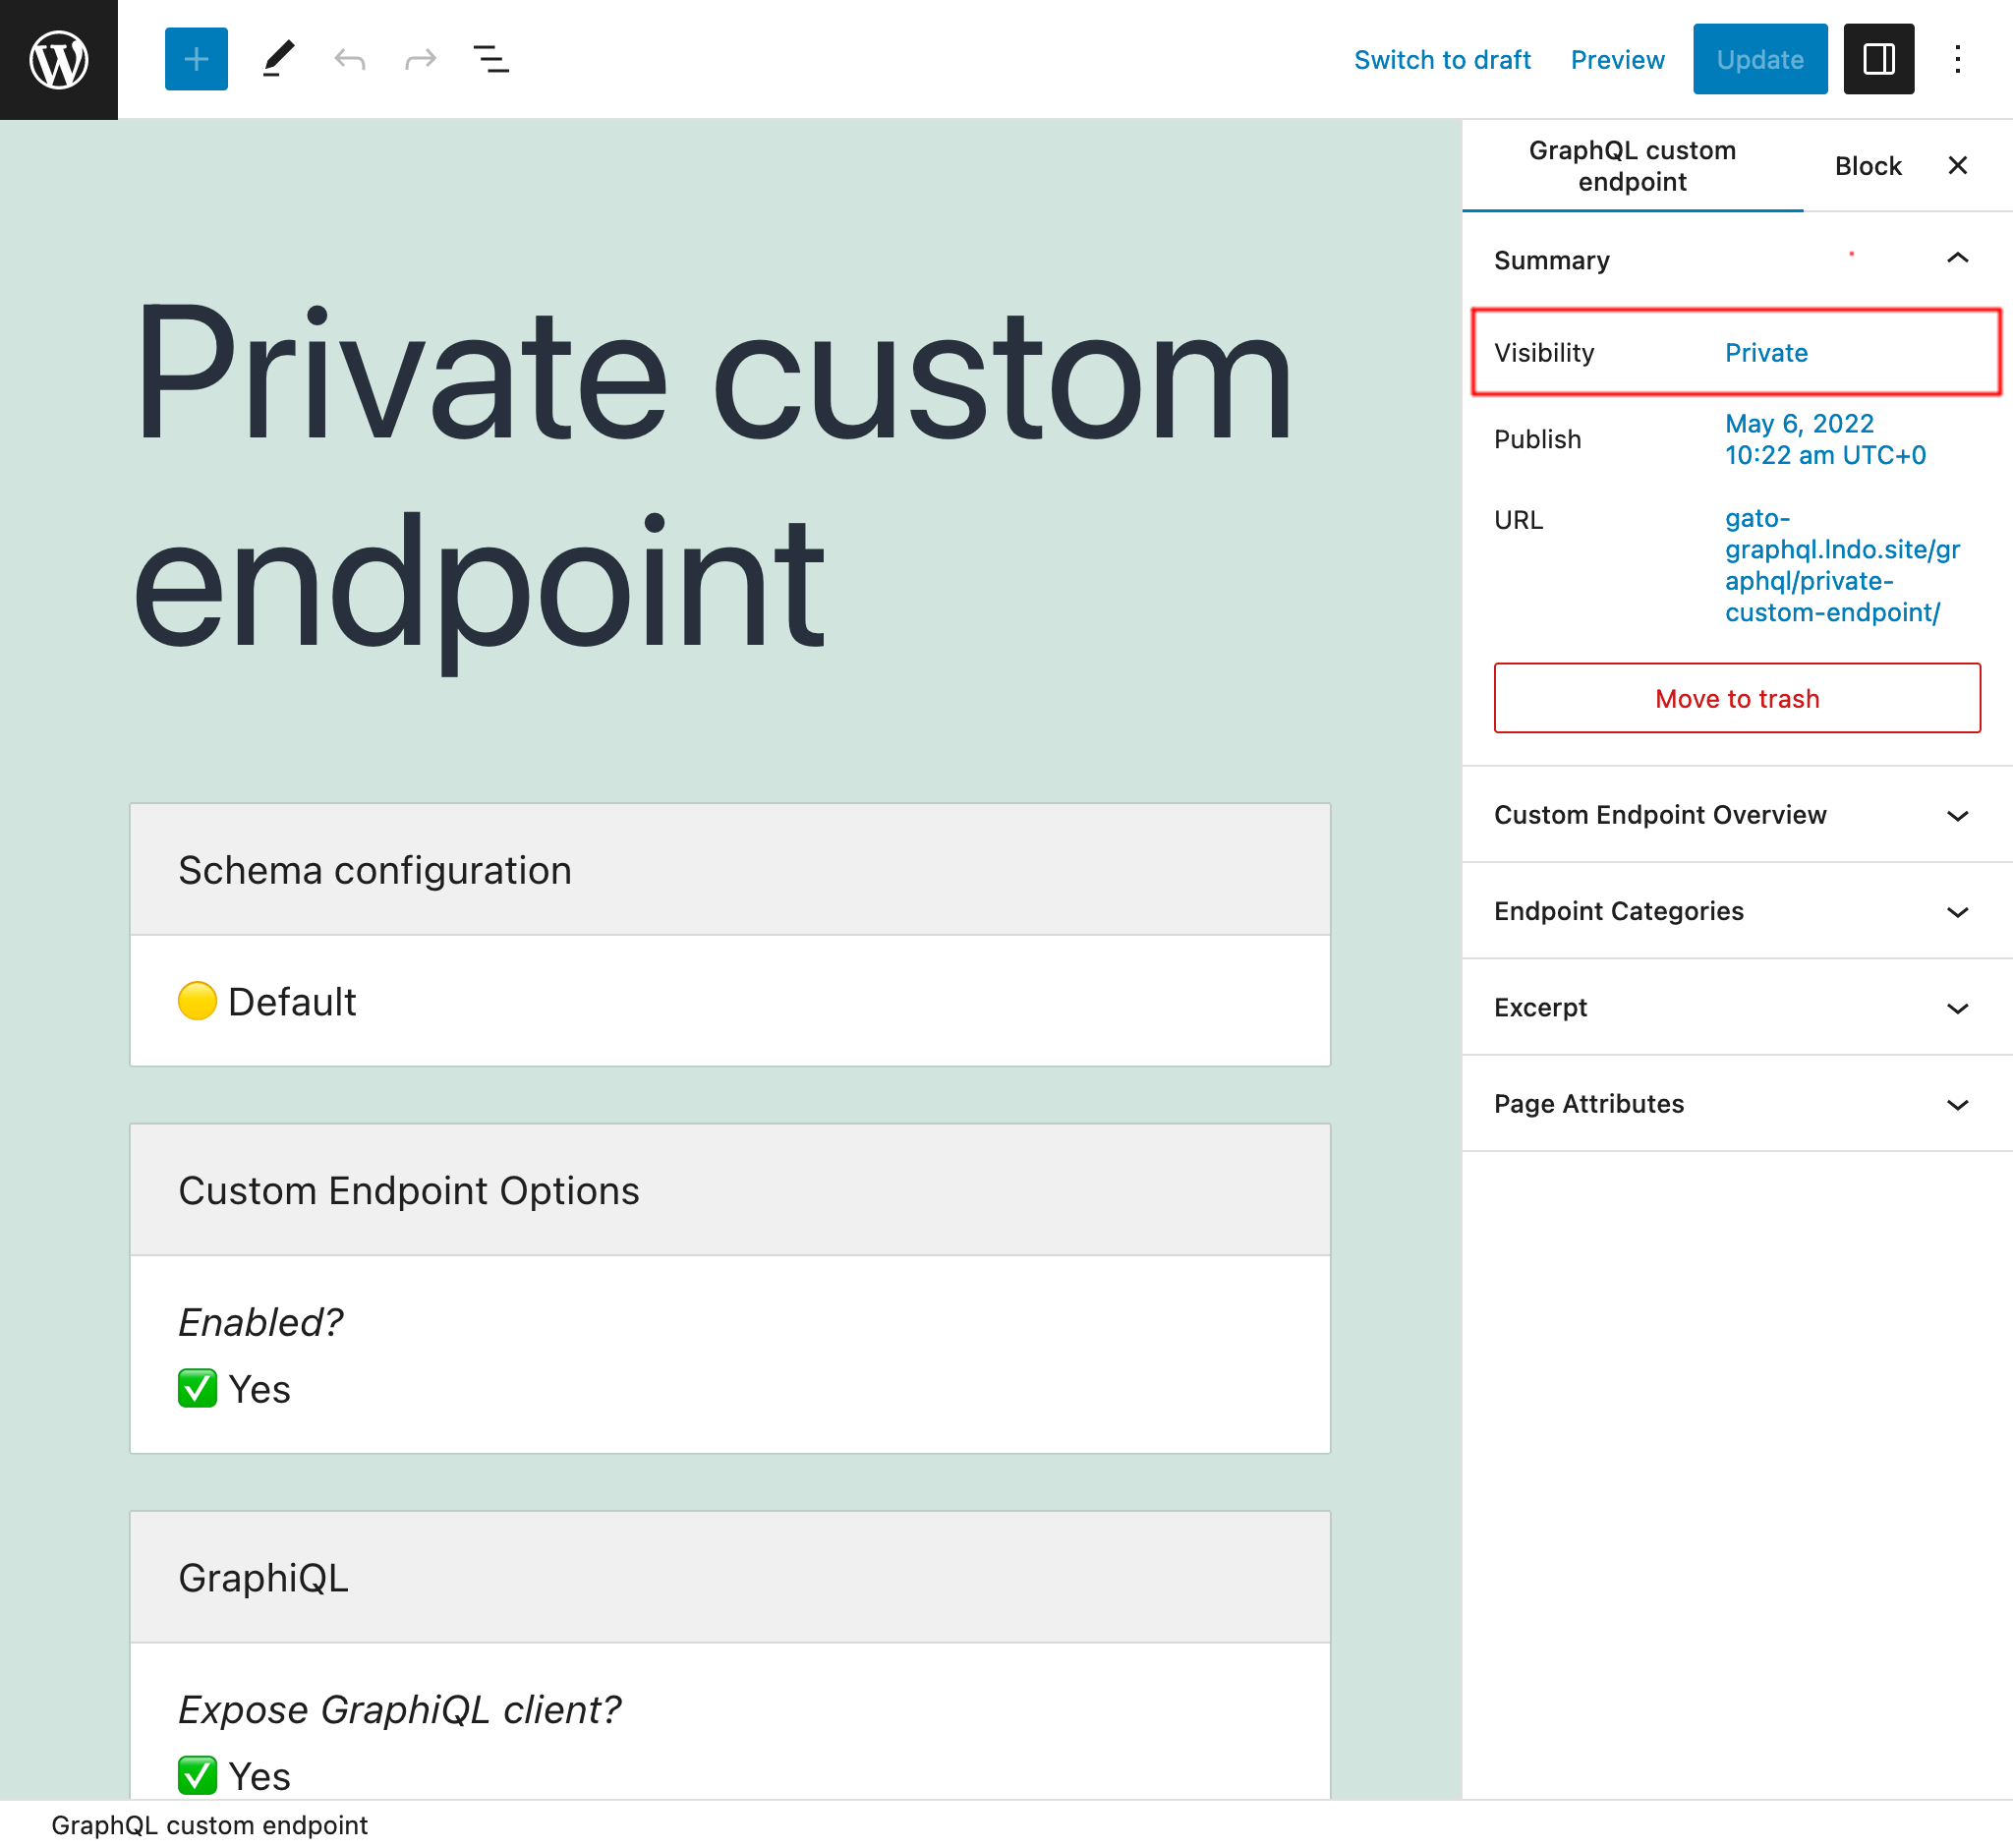 Switch to draft
Preview
Update
GraphQL custom
endpoint
Block
Summary
Visibility
Private
Publish
May 6, 2022
10:22 am UTC+0
URL
gato-
graphql.lndo.site/gr
aphql/private-
custom-endpoint/
Move to trash
Custom Endpoint Overview
Endpoint Categories
Excerpt
Page Attributes
Private custom
endpoint
Schema configuration
Default
Custom Endpoint Options
Enabled?
Yes
GraphiQL
Expose GraphiQL client?
Yes
GraphQL custom endpoint